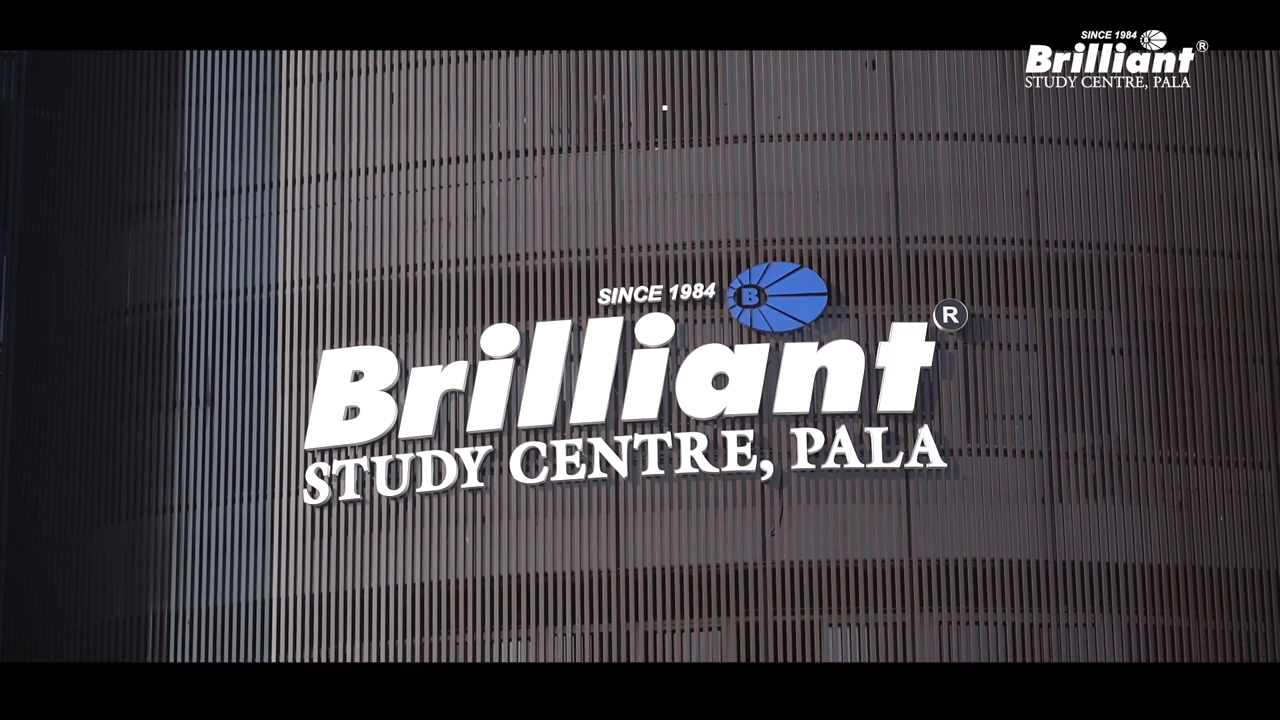 SINCE 1984
Brilliant ®
STUDY CENTRE, PALA
SINCE 1984 B
Brilliant ®
STUDY CENTRE, PALA